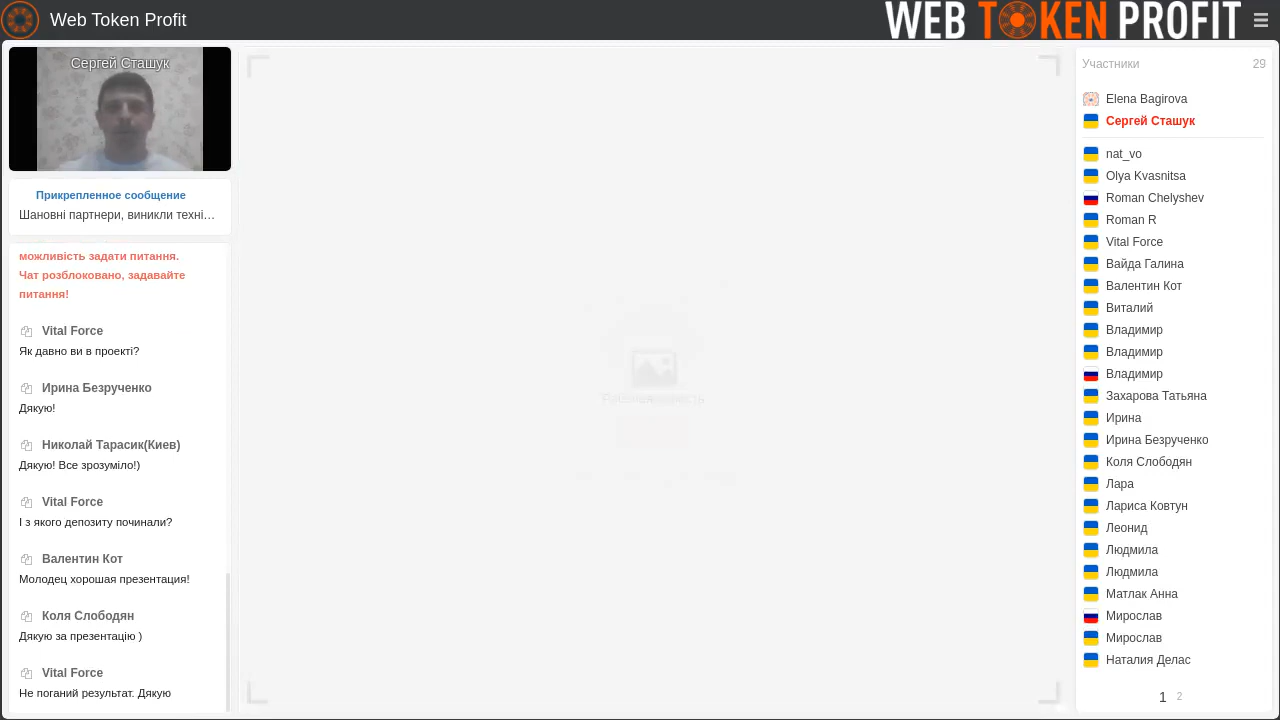 Web Token Profit
WEB TOKEN PROFIT
Сергей Сташук
Прикрепленное сообщение
Шановні партнери, виникли техні…
можливість задати питання.
Чат розблоковано, задавайте
питання!
Vital Force
Як давно ви в проекті?
Ирина Безрученко
Дякую!
Николай Тарасик(Киев)
Дякую! Все зрозуміло!)
Vital Force
І з якого депозиту починали?
Валентин Кот
Молодец хорошая презентация!
Коля Слободян
Дякую за презентацію )
Vital Force
Не поганий результат. Дякую
Участники 29
Elena Bagirova
Сергей Сташук
nat_vo
Olya Kvasnitsa
Roman Chelyshev
Roman R
Vital Force
Вайда Галина
Валентин Кот
Виталий
Владимир
Владимир
Владимир
Захарова Татьяна
Ирина
Ирина Безрученко
Коля Слободян
Лара
Лариса Ковтун
Леонид
Людмила
Людмила
Матлак Анна
Мирослав
Мирослав
Наталия Делас
1 2